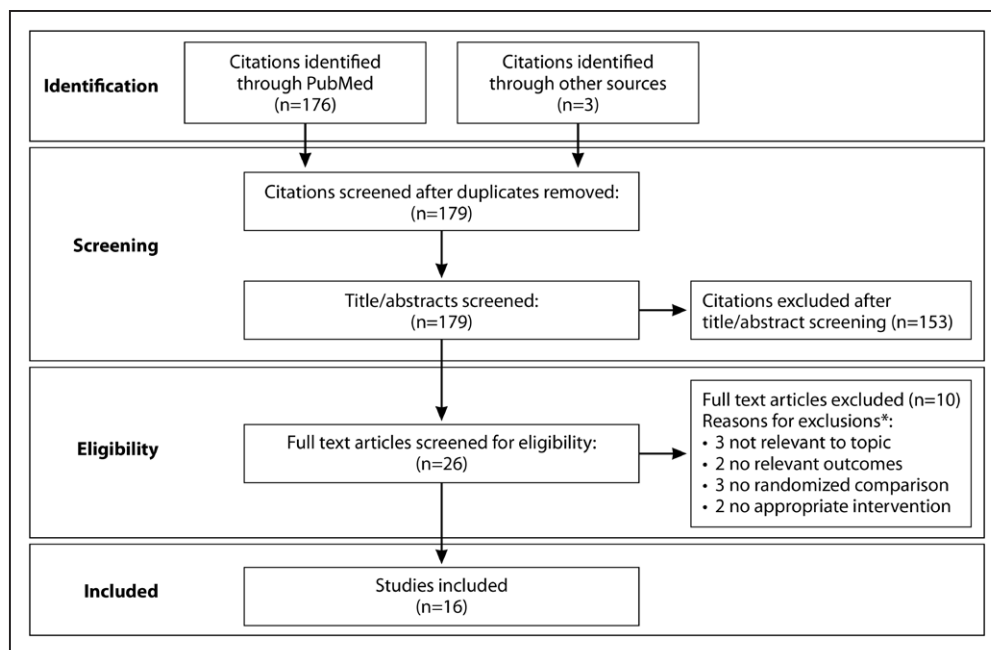 Identification
Citations identified
through PubMed
(n=176)
Citations identified
through other sources
(n=3)
Screening
Citations screened after duplicates removed:
(n=179)
Title/abstracts screened:
(n=179)
Citations excluded after
title/abstract screening (n=153)
Eligibility
Full text articles screened for eligibility:
(n=26)
Full text articles excluded (n=10)
Reasons for exclusions*:
• 3 not relevant to topic
• 2 no relevant outcomes
• 3 no randomized comparison
• 2 no appropriate intervention
Included
Studies included
(n=16)